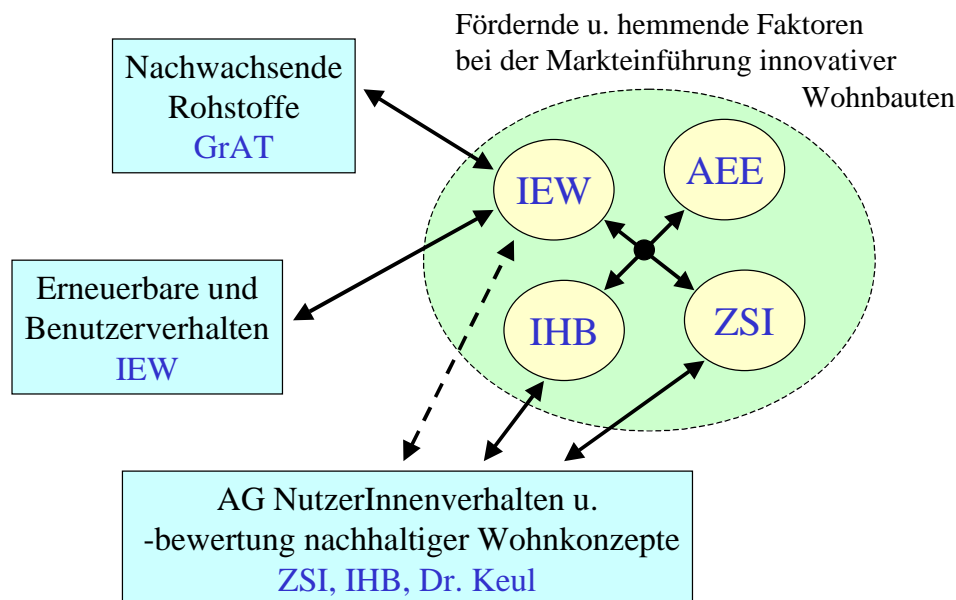 Fördernde u. hemmende Faktoren
bei der Markteinführung innovativer
Wohnbauten
Nachwachsende
Rohstoffe
GrAT
IEW
AEE
Erneuerbare und
Benutzerverhalten
IEW
IHB
ZSI
AG NutzerInnenverhalten u.
-bewertung nachhaltiger Wohnkonzepte
ZSI, IHB, Dr. Keul